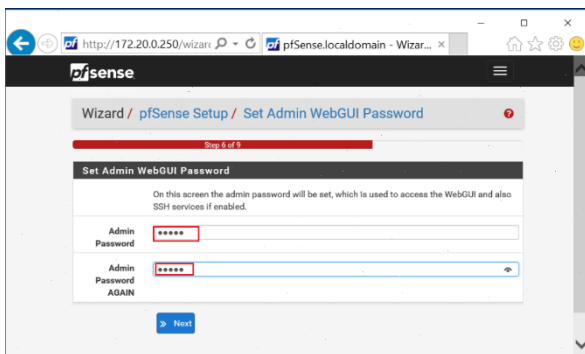 http://172.20.0.250/wizarc
pfSense.localdomain - Wizar...
pfsense
Wizard / pfSense Setup / Set Admin WebGUI Password
Step 6 of 9
Set Admin WebGUI Password
On this screen the admin password will be set, which is used to access the WebGUI and also
SSH services if enabled.
Admin
Password
•••••
Admin
Password
AGAIN
•••••
Next